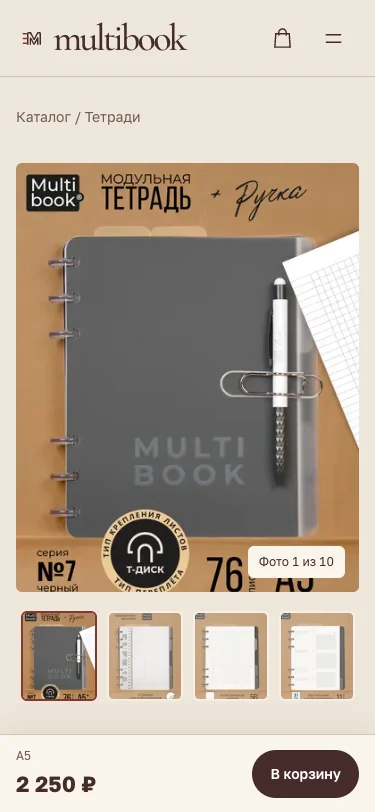 multibook
Каталог / Тетради
Multi
book®
МОДУЛЬНАЯ
ТЕТРАДЬ
+ Ручка
MULTI
BOOK
ТИП КРЕПЛЕНИЯ ЛИСТОВ
Т-ДИСК
ТИП ПЕРЕПЛЕТА
серия
№7
черный
76
А5
Фото 1 из 10
A5
2 250 ₽
В корзину